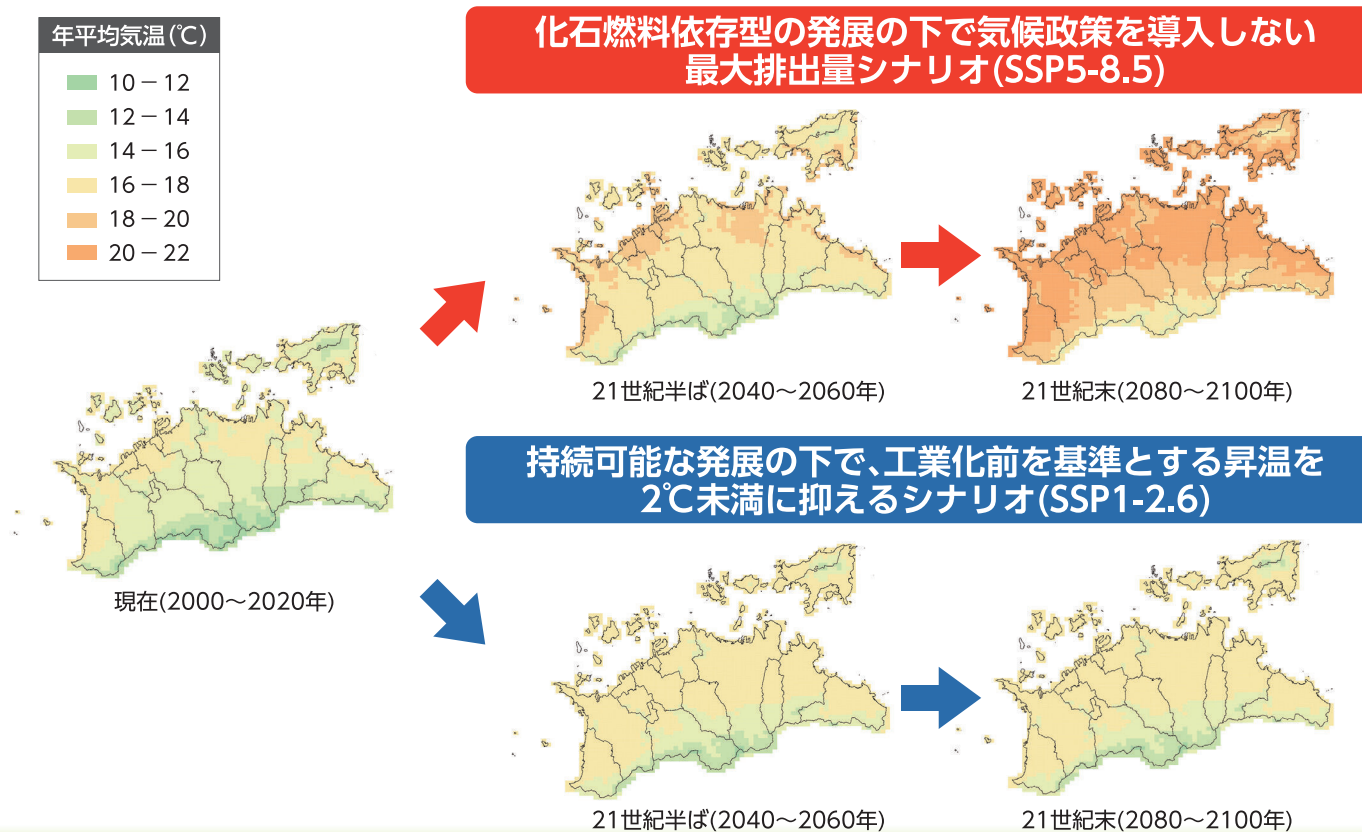 年平均気温(℃)
10－12
12－14
14－16
16－18
18－20
20－22
化石燃料依存型の発展の下で気候政策を導入しない
最大排出量シナリオ(SSP5-8.5)
21世紀半ば(2040～2060年)
21世紀末(2080～2100年)
現在(2000～2020年)
持続可能な発展の下で、工業化前を基準とする昇温を
2℃未満に抑えるシナリオ(SSP1-2.6)
21世紀半ば(2040～2060年)
21世紀末(2080～2100年)